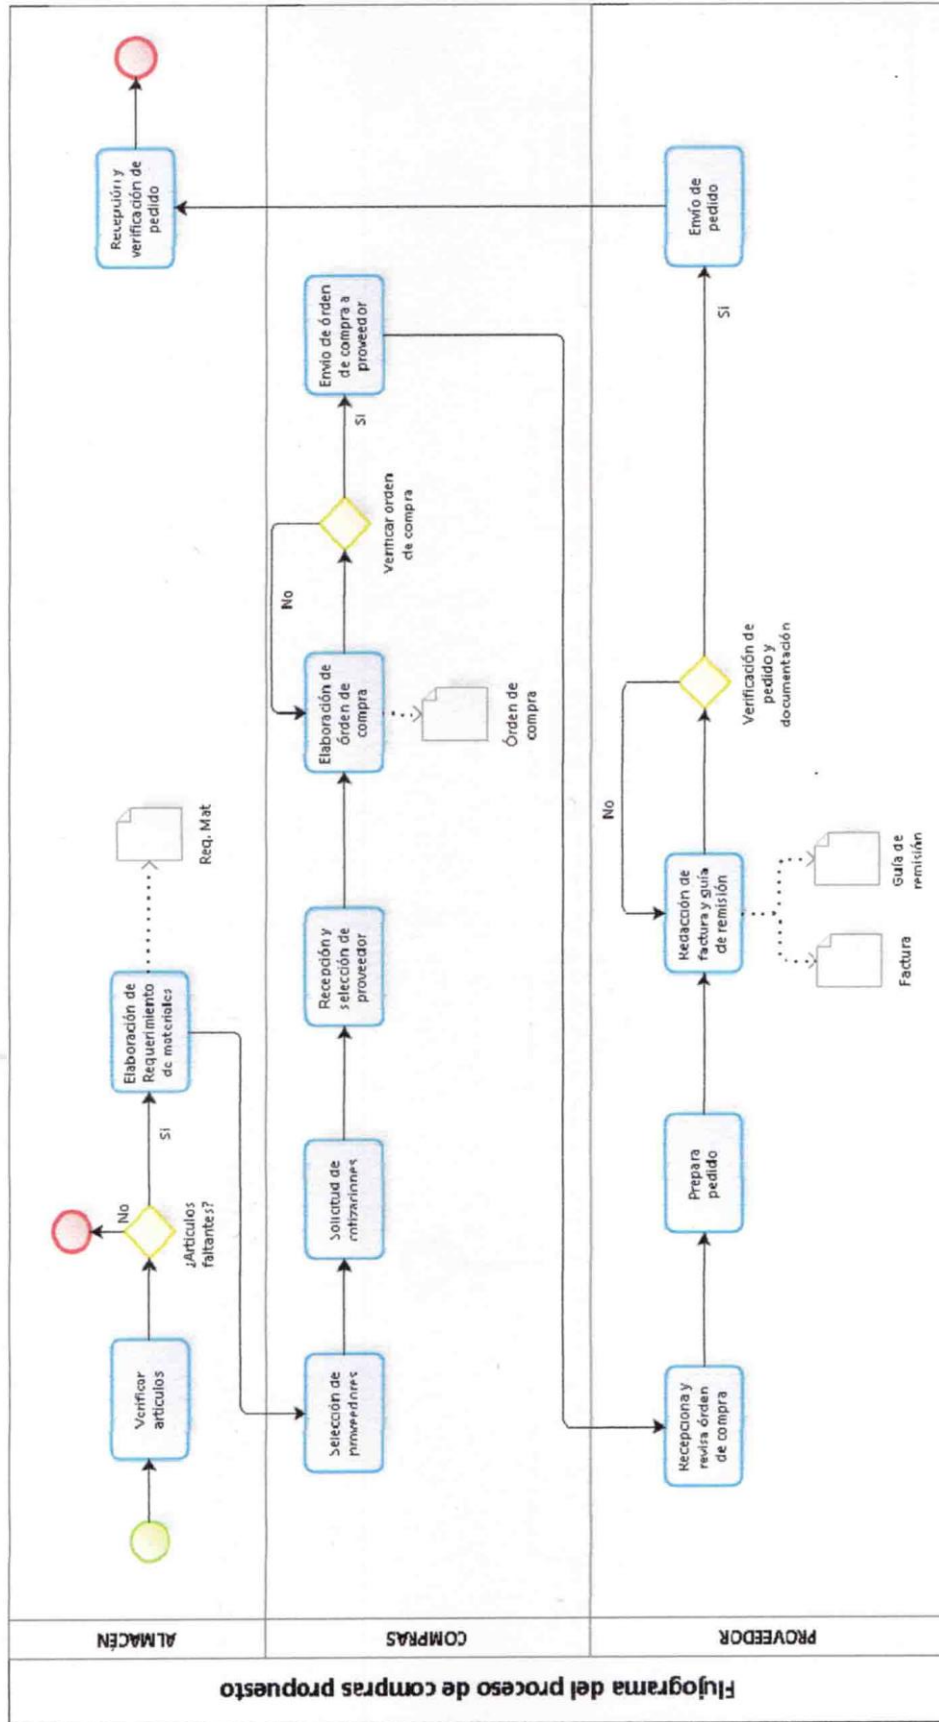 Flujograma del proceso de compras propuesto
ALMACÉN
Verificar
artículos
¿Artículos
faltantes?
No
Si
Elaboración de
Requerimiento
de materiales
Req. Mat
Recepción y
verificación de
pedido
COMPRAS
Selección de
proveedores
Solicitud de
cotizaciones
Recepción y
selección de
proveedor
Elaboración de
órden de
compra
Órden de
compra
No
Verificar orden
de compra
Si
Envío de órden
de compra a
proveedor
PROVEEDOR
Recepciona y
revisa órden
de compra
Prepara
pedido
Redacción de
factura y guía
de remisión
Factura
Guía de
remisión
No
Verificación de
pedido y
documentación
Si
Envío de
pedido